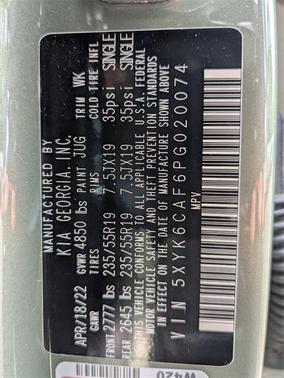 MANUFACTURED BY
KIA GEORGIA, INC.
APR/18/22 GVWR 4850 lbs PAINT JUG TRIM WK
GAWR TIRES RIMS COLD TIRE INFL
FRONT 2777 lbs 235/55R19 7.5JX19 35psi SINGLE
REAR 2645 lbs 235/55R19 7.5JX19 35psi SINGLE
THIS VEHICLE CONFORMS TO ALL APPLICABLE U.S.A. FEDERAL
MOTOR VEHICLE SAFETY AND THEFT PREVENTION STANDARDS
IN EFFECT ON THE DATE OF MANUFACTURE SHOWN ABOVE.
VIN 5XYK6CAF6PG020074
MPV
W420